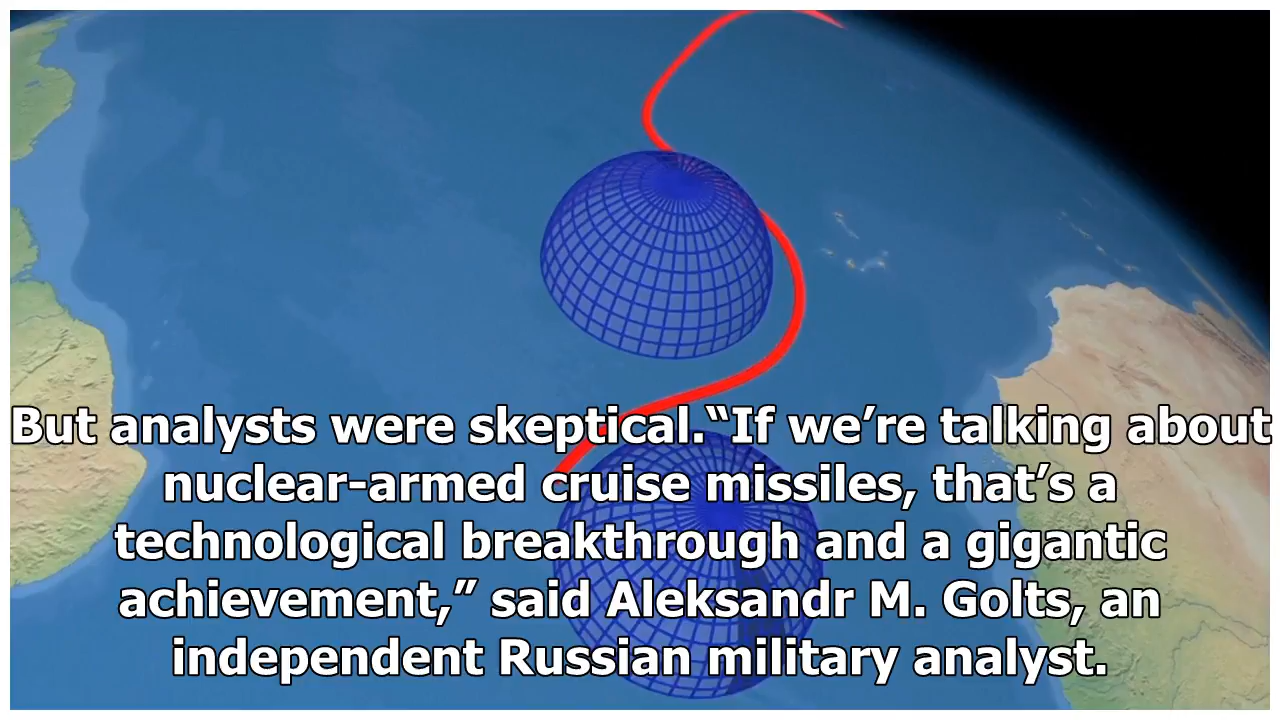 But analysts were skeptical.“If we’re talking about
nuclear-armed cruise missiles, that’s a
technological breakthrough and a gigantic
achievement,” said Aleksandr M. Golts, an
independent Russian military analyst.